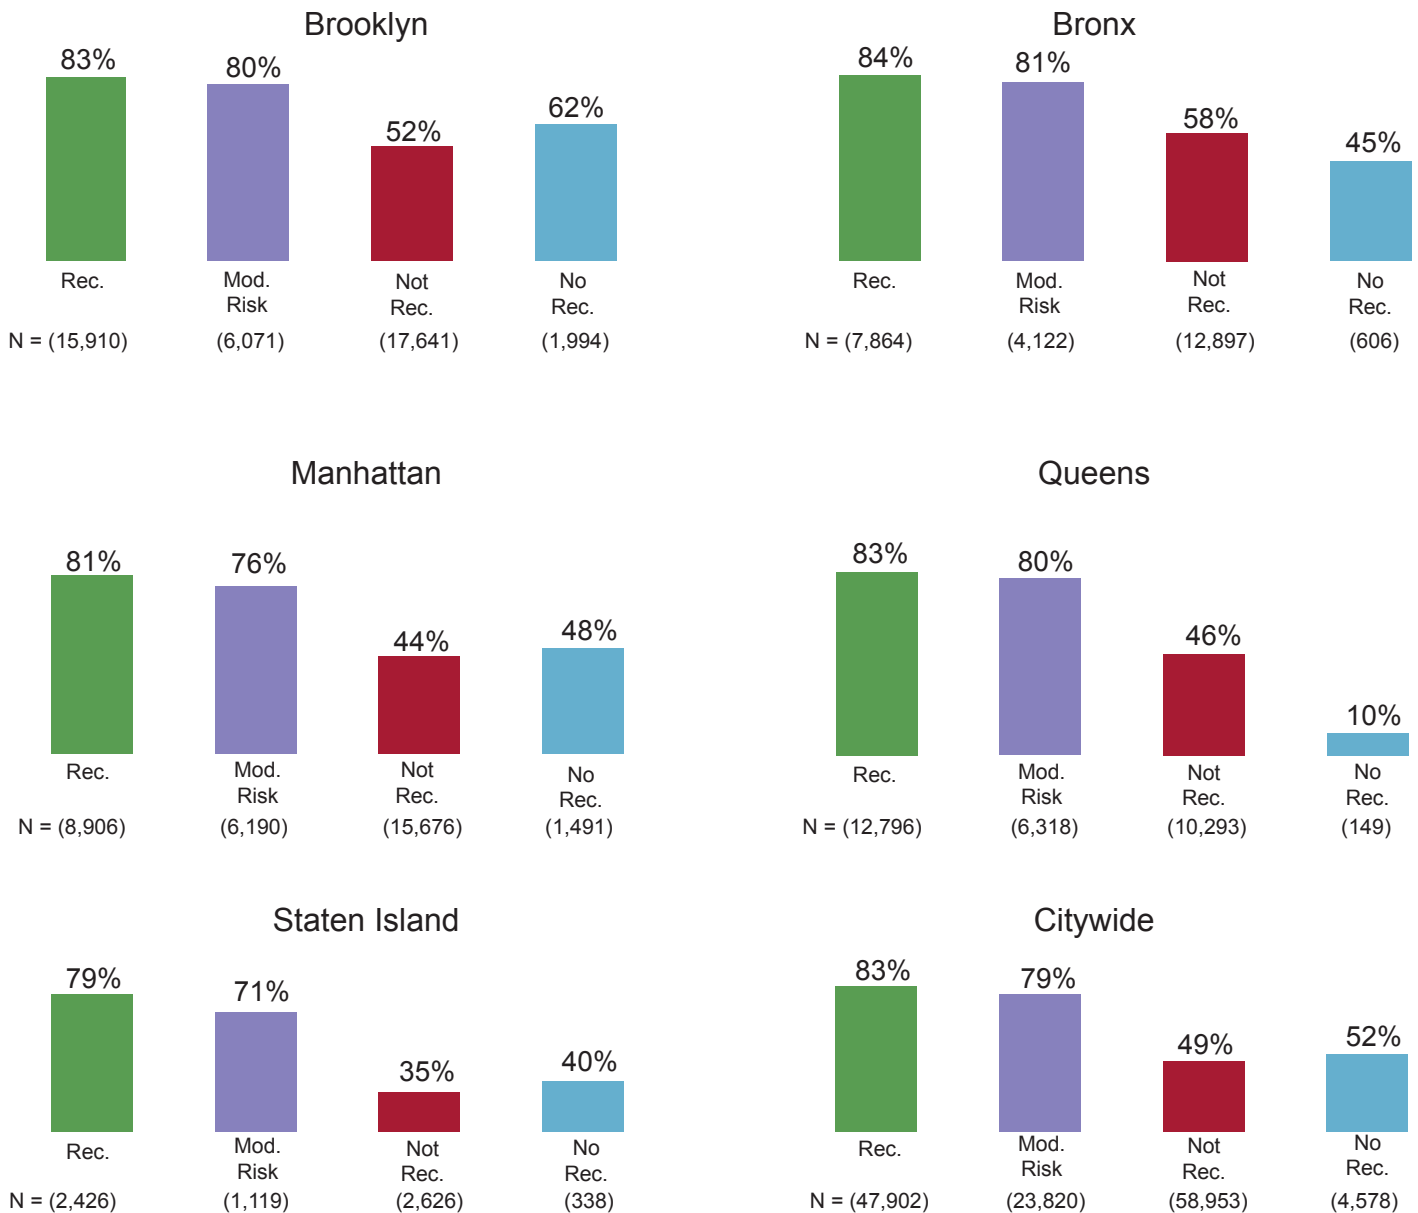 Brooklyn
83%
80%
52%
62%
Rec.
Mod.
Risk
Not
Rec.
No
Rec.
N = (15,910)
(6,071)
(17,641)
(1,994)
Bronx
84%
81%
58%
45%
Rec.
Mod.
Risk
Not
Rec.
No
Rec.
N = (7,864)
(4,122)
(12,897)
(606)
Manhattan
81%
76%
44%
48%
Rec.
Mod.
Risk
Not
Rec.
No
Rec.
N = (8,906)
(6,190)
(15,676)
(1,491)
Queens
83%
80%
46%
10%
Rec.
Mod.
Risk
Not
Rec.
No
Rec.
N = (12,796)
(6,318)
(10,293)
(149)
Staten Island
79%
71%
35%
40%
Rec.
Mod.
Risk
Not
Rec.
No
Rec.
N = (2,426)
(1,119)
(2,626)
(338)
Citywide
83%
79%
49%
52%
Rec.
Mod.
Risk
Not
Rec.
No
Rec.
N = (47,902)
(23,820)
(58,953)
(4,578)